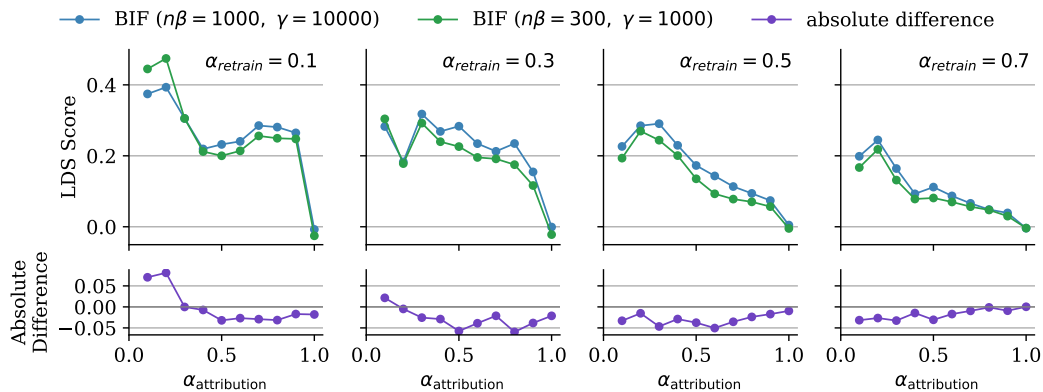 BIF (nβ = 1000, γ = 10000)
BIF (nβ = 300, γ = 1000)
absolute difference
LDS Score
0.4
0.2
0.0
α_retrain = 0.1
α_retrain = 0.3
α_retrain = 0.5
α_retrain = 0.7
Absolute
Difference
0.05
0.00
−0.05
0.0 0.5 1.0
0.0 0.5 1.0
0.0 0.5 1.0
0.0 0.5 1.0
α_attribution
α_attribution
α_attribution
α_attribution